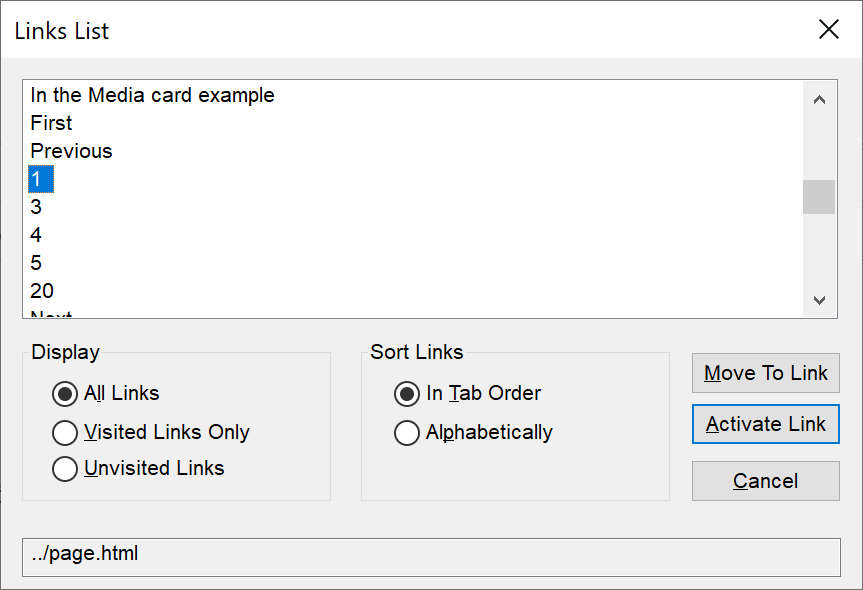 Links List
In the Media card example
First
Previous
1
3
4
5
20
Next
Display
All Links
Visited Links Only
Unvisited Links
Sort Links
In Tab Order
Alphabetically
Move To Link
Activate Link
Cancel
../page.html